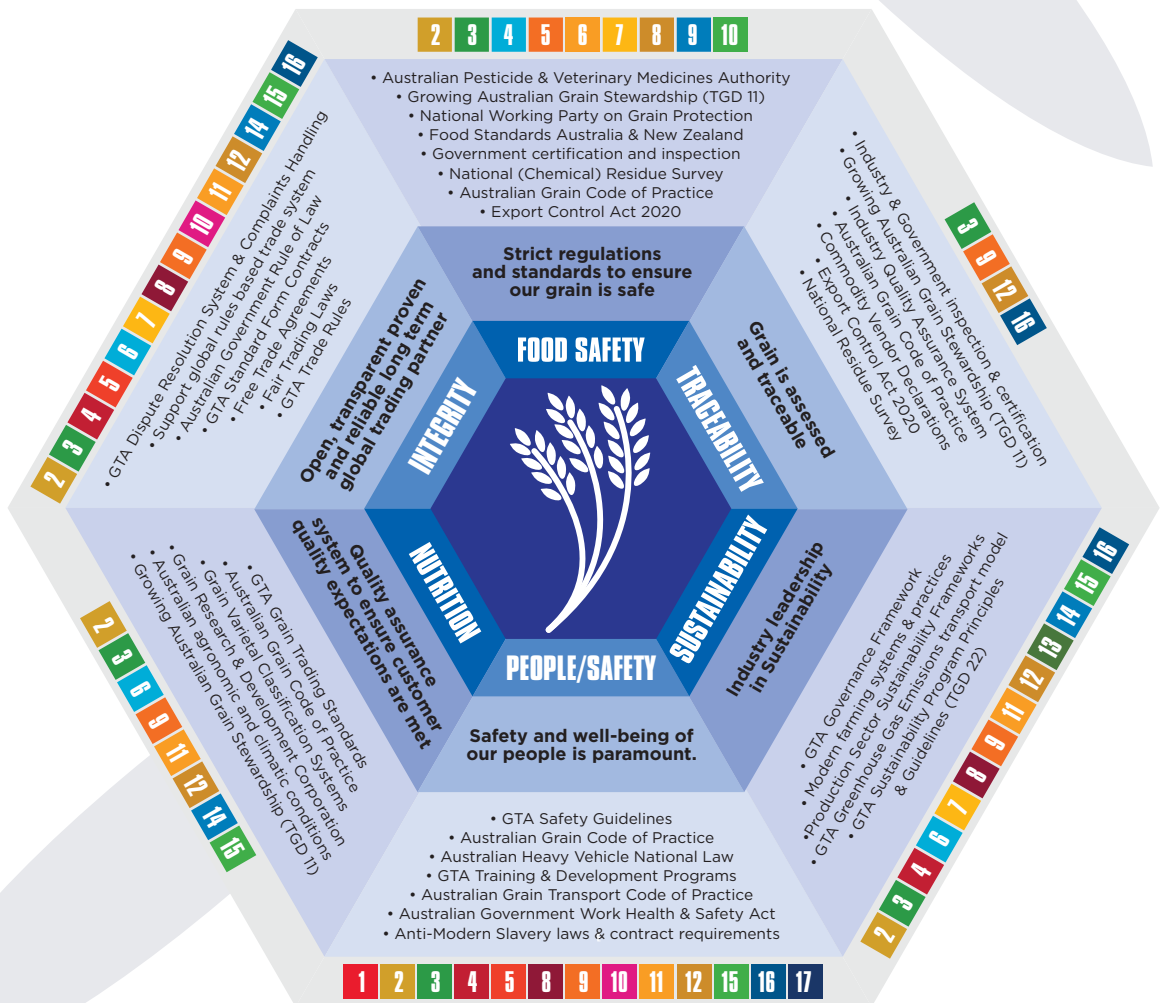 2 3 4 5 6 7 8 9 10
• Australian Pesticide & Veterinary Medicines Authority
• Growing Australian Grain Stewardship (TGD 11)
• National Working Party on Grain Protection
• Food Standards Australia & New Zealand
• Government certification and inspection
• National (Chemical) Residue Survey
• Australian Grain Code of Practice
• Export Control Act 2020
Strict regulations
and standards to ensure
our grain is safe
FOOD SAFETY
3 9 12 16
• Industry & Government inspection & certification
• Growing Australian Grain Stewardship (TGD 11)
• Industry Quality Assurance System
• Australian Grain Code of Practice
• Commodity Vendor Declarations
• Export Control Act 2020
• National Residue Survey
Grain is assessed
and traceable
TRACEABILITY
SUSTAINABILITY
Industry leadership
in Sustainability
• GTA Governance Framework
• Modern farming systems & practices
•Production Sector Sustainability Frameworks
• GTA Greenhouse Gas Emissions transport model
• GTA Sustainability Program Principles
& Guidelines (TGD 22)
2 3 4 6 7 8 9 11 12 13 14 15 16
PEOPLE/SAFETY
Safety and well-being of
our people is paramount.
• GTA Safety Guidelines
• Australian Grain Code of Practice
• Australian Heavy Vehicle National Law
• GTA Training & Development Programs
• Australian Grain Transport Code of Practice
• Australian Government Work Health & Safety Act
• Anti-Modern Slavery laws & contract requirements
1 2 3 4 5 8 9 10 11 12 15 16 17
NUTRITION
Quality assurance
system to ensure customer
quality expectations are met
• GTA Grain Trading Standards
• Australian Grain Code of Practice
• Grain Varietal Classification Systems
• Grain Research & Development Corporation
• Australian agronomic and climatic conditions
• Growing Australian Grain Stewardship (TGD 11)
2 3 6 9 11 12 14 15
INTEGRITY
Open, transparent proven
and reliable long term
global trading partner
• GTA Dispute Resolution System & Complaints Handling
• Support global rules based trade system
• Australian Government Rule of Law
• GTA Standard Form Contracts
• Free Trade Agreements
• Fair Trading Laws
• GTA Trade Rules
2 3 4 5 6 7 8 9 10 11 12 14 15 16